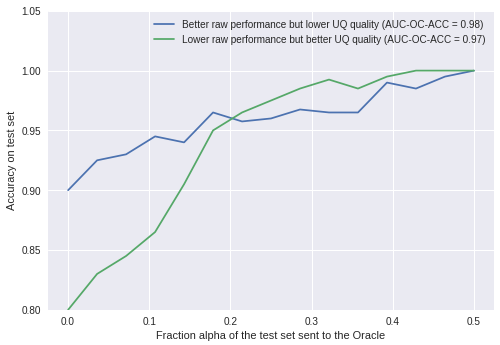 1.05
Better raw performance but lower UQ quality (AUC-OC-ACC = 0.98)
Lower raw performance but better UQ quality (AUC-OC-ACC = 0.97)
1.00
0.95
0.90
0.85
0.80
Accuracy on test set
0.0 0.1 0.2 0.3 0.4 0.5
Fraction alpha of the test set sent to the Oracle